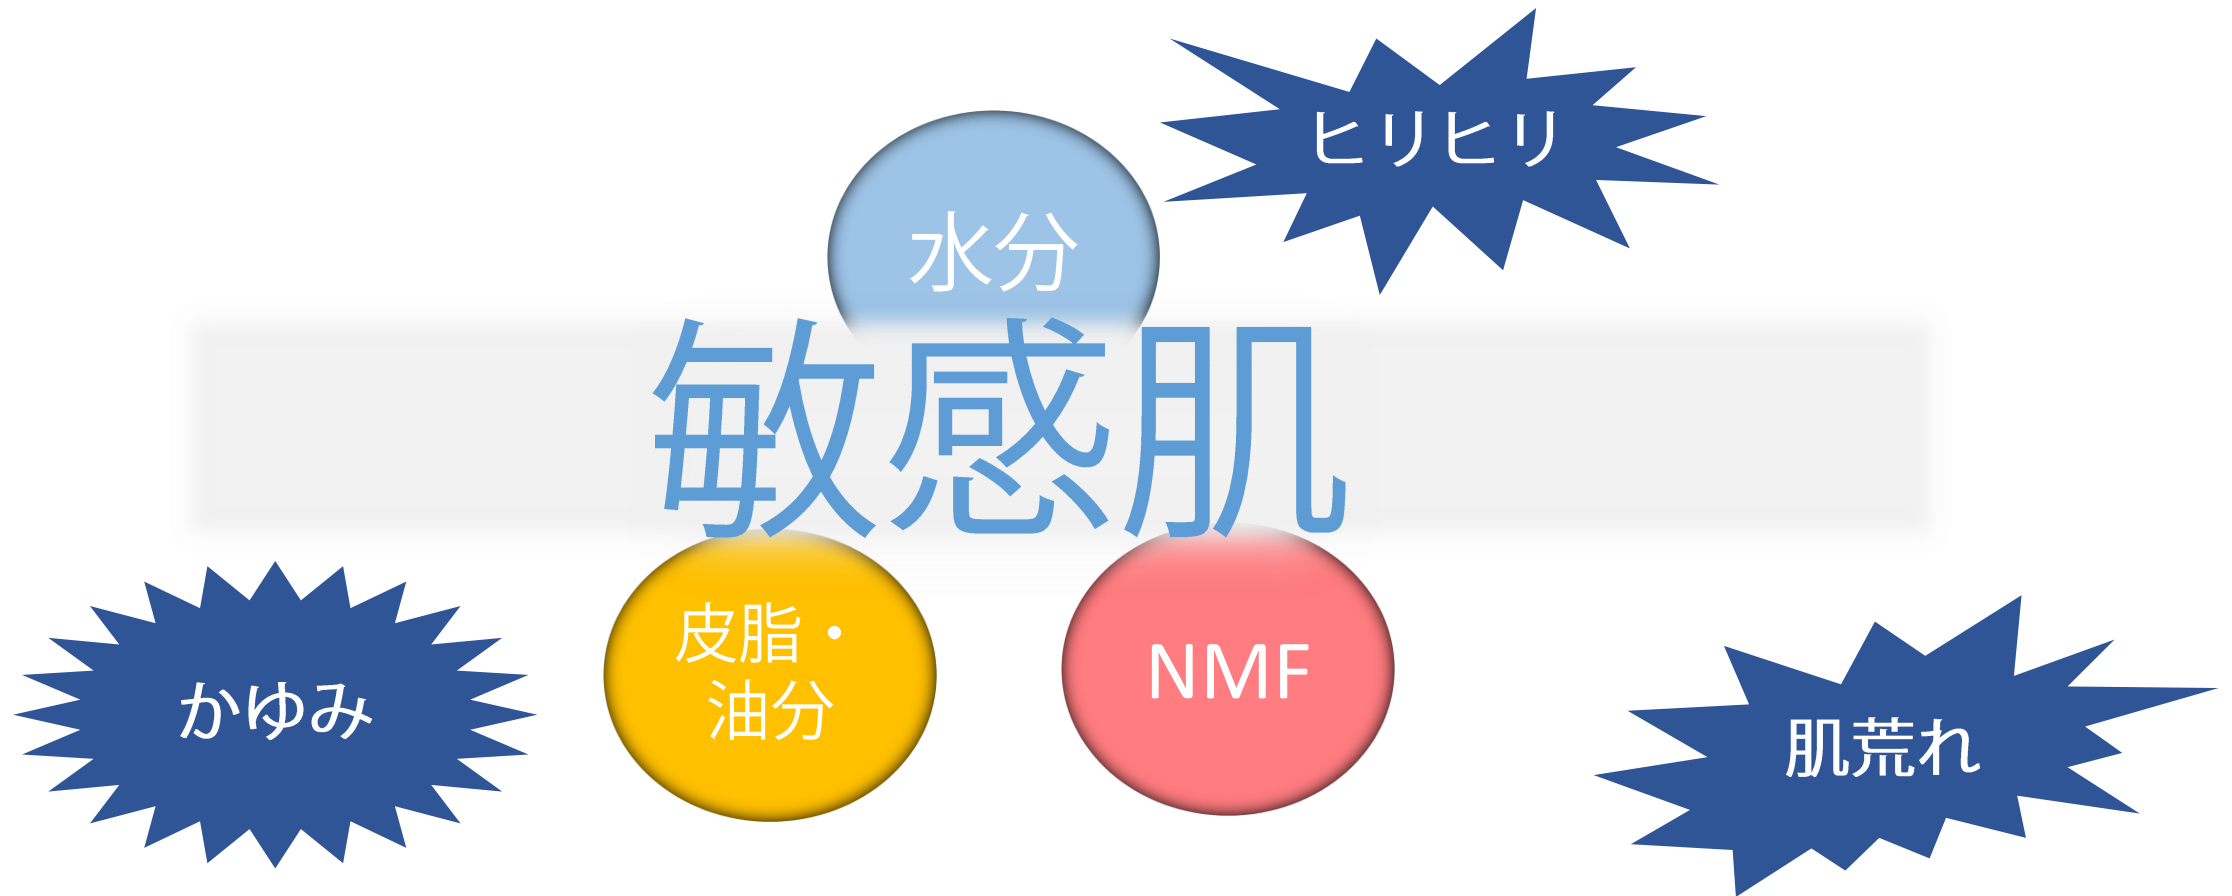 ヒリヒリ
水分
敏感肌
皮脂・
油分
NMF
かゆみ
肌荒れ